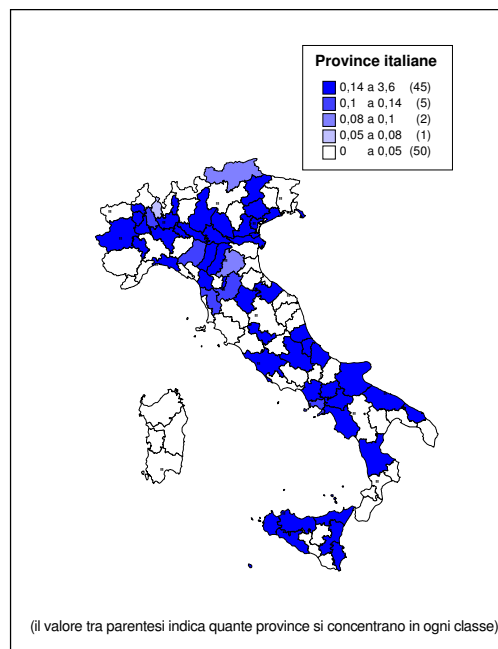 Province italiane
0,14 a 3,6 (45)
0,1 a 0,14 (5)
0,08 a 0,1 (2)
0,05 a 0,08 (1)
0 a 0,05 (50)
(il valore tra parentesi indica quante province si concentrano in ogni classe)